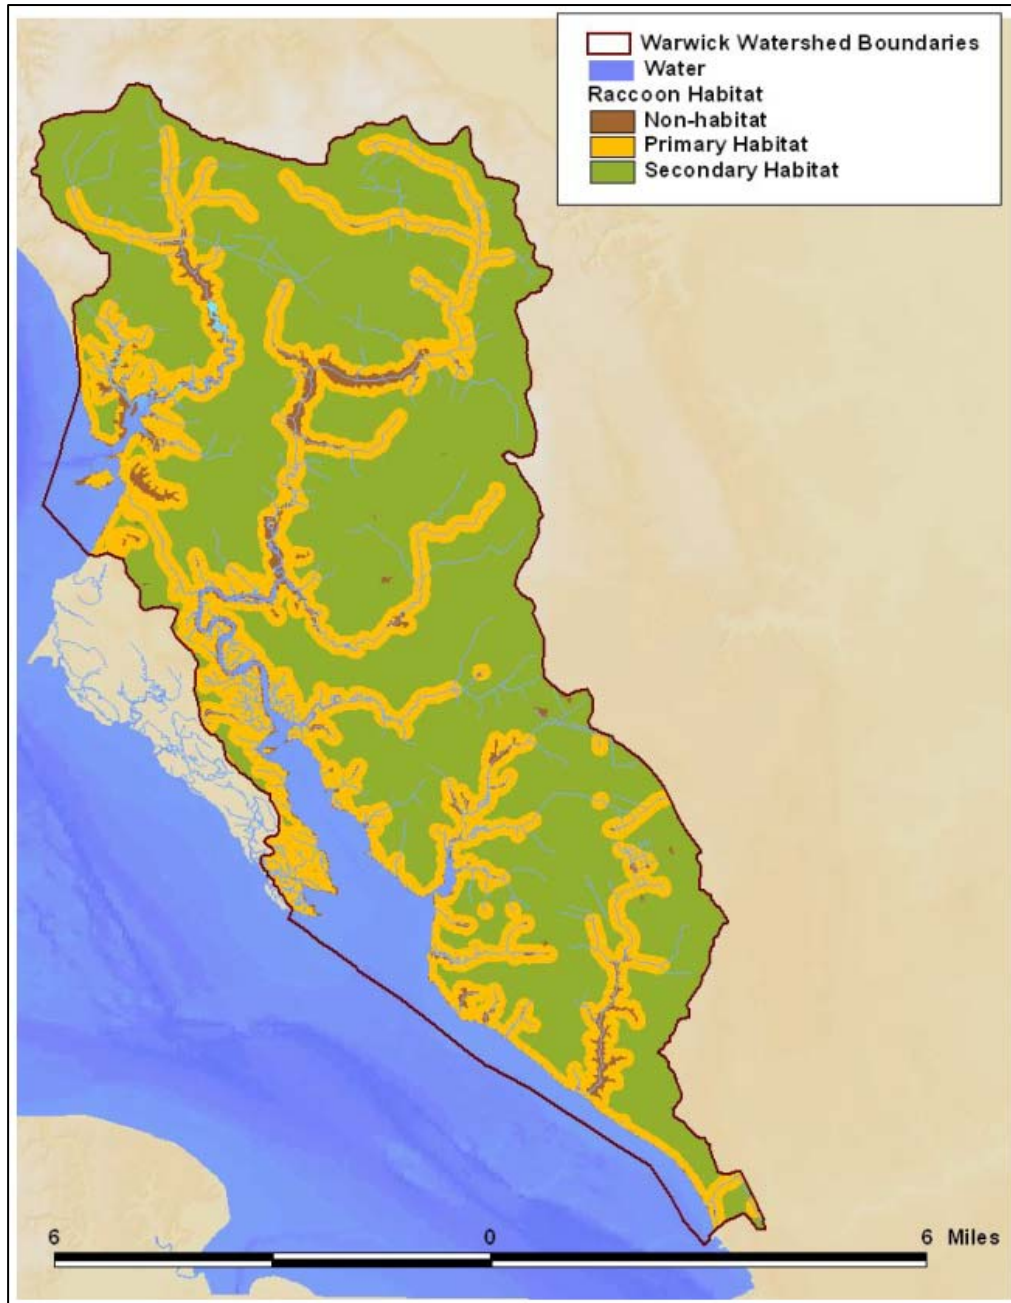 Warwick Watershed Boundaries
Water
Raccoon Habitat
Non-habitat
Primary Habitat
Secondary Habitat
6 0 6 Miles